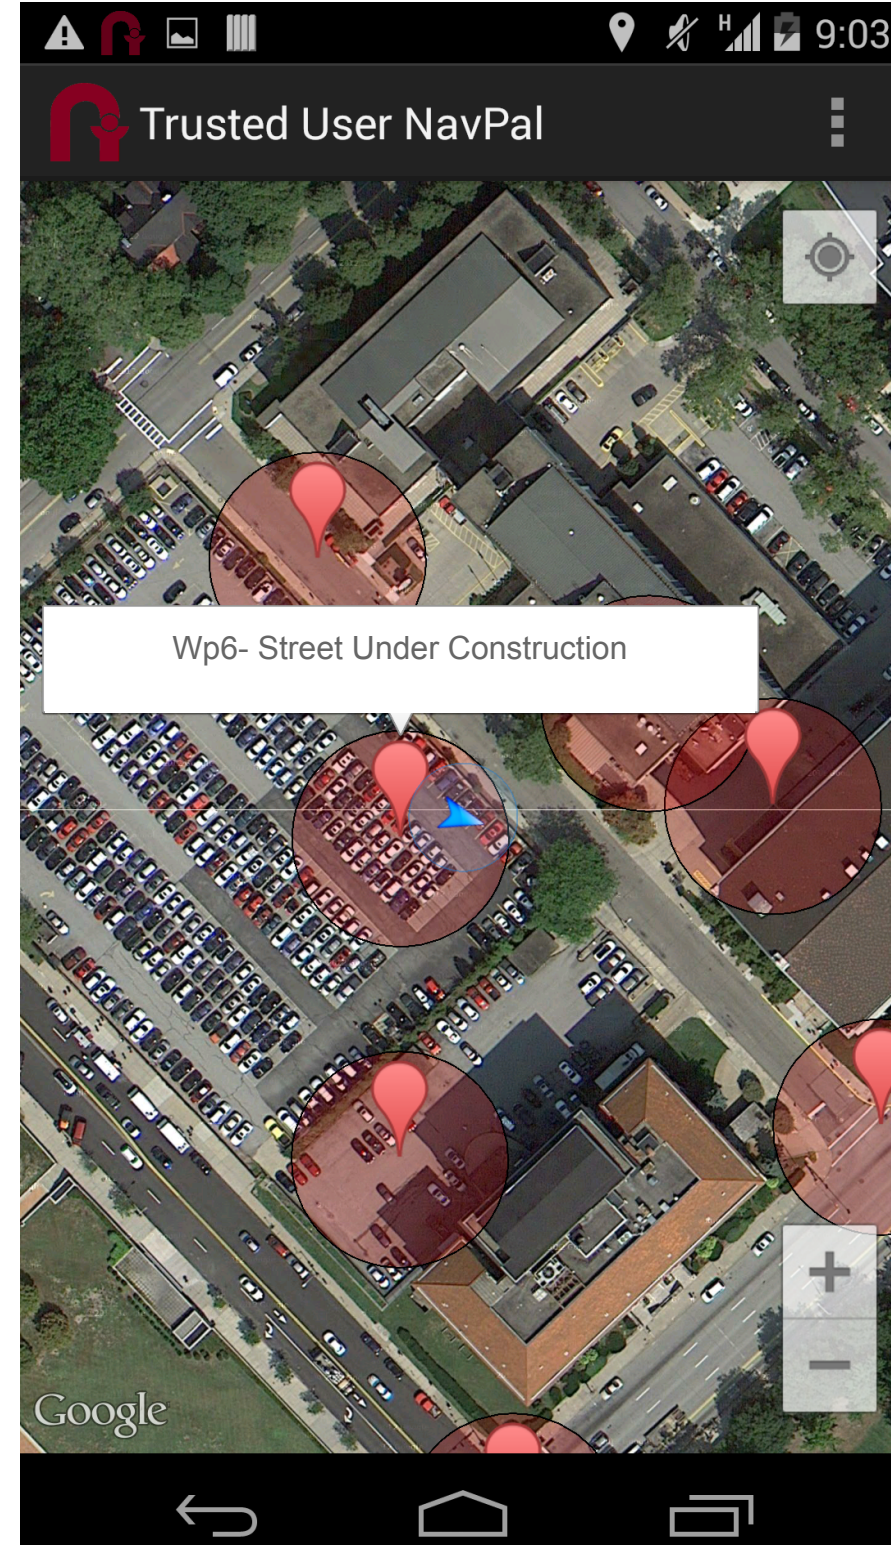 H 9:03
Trusted User NavPal
Wp6- Street Under Construction
+
−
Google